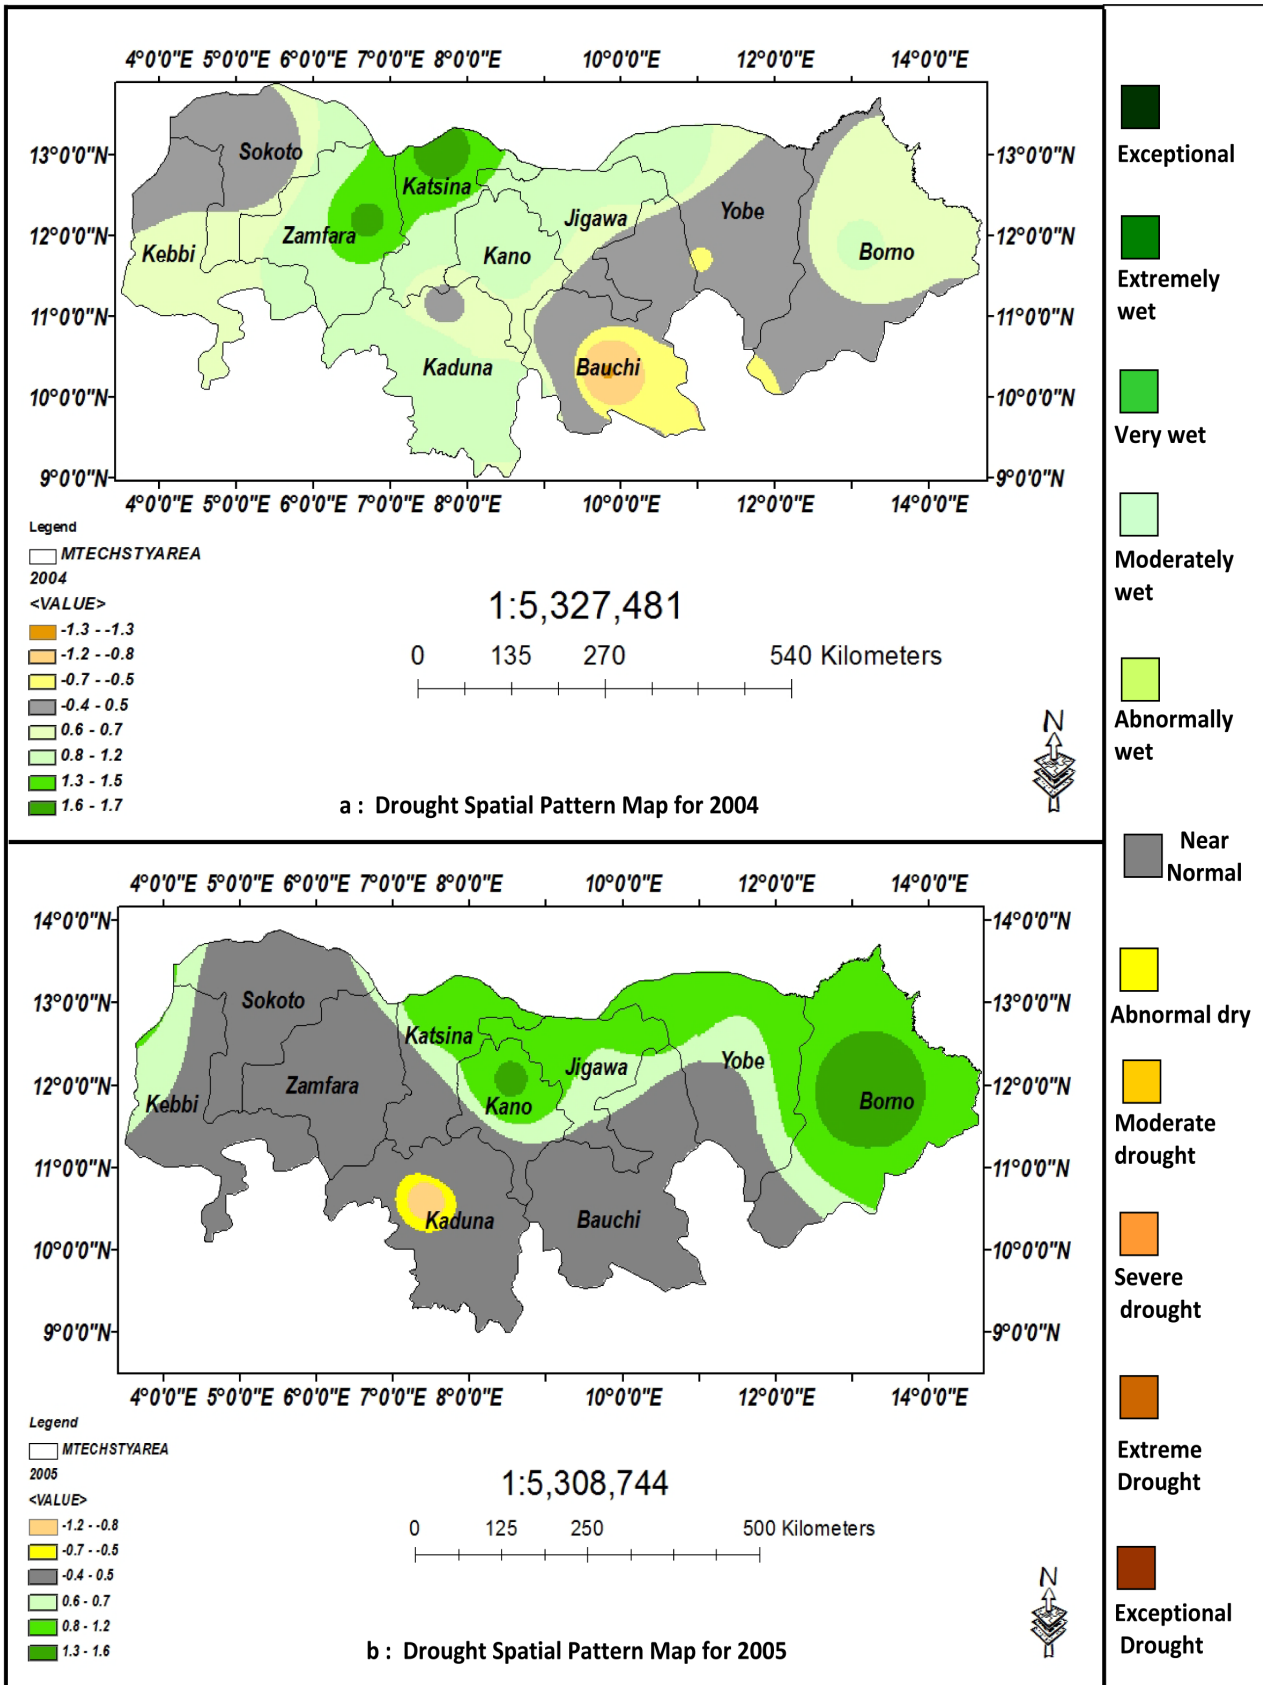 4°0'0"E 5°0'0"E 6°0'0"E 7°0'0"E 8°0'0"E 10°0'0"E 12°0'0"E 14°0'0"E
13°0'0"N 13°0'0"N
12°0'0"N 12°0'0"N
11°0'0"N 11°0'0"N
10°0'0"N 10°0'0"N
9°0'0"N 9°0'0"N
Sokoto
Katsina
Zamfara
Kebbi
Kano
Jigawa
Yobe
Borno
Kaduna
Bauchi
4°0'0"E 5°0'0"E 6°0'0"E 7°0'0"E 8°0'0"E 10°0'0"E 12°0'0"E 14°0'0"E
Legend
MTECHSTYAREA
2004
<VALUE>
-1.3 - -1.3
-1.2 - -0.8
-0.7 - -0.5
-0.4 - 0.5
0.6 - 0.7
0.8 - 1.2
1.3 - 1.5
1.6 - 1.7
1:5,327,481
0 135 270 540 Kilometers
N
a : Drought Spatial Pattern Map for 2004
4°0'0"E 5°0'0"E 6°0'0"E 7°0'0"E 8°0'0"E 10°0'0"E 12°0'0"E 14°0'0"E
14°0'0"N 14°0'0"N
13°0'0"N 13°0'0"N
12°0'0"N 12°0'0"N
11°0'0"N 11°0'0"N
10°0'0"N 10°0'0"N
9°0'0"N 9°0'0"N
Sokoto
Katsina
Zamfara
Kebbi
Kano
Jigawa
Yobe
Borno
Kaduna
Bauchi
4°0'0"E 5°0'0"E 6°0'0"E 7°0'0"E 8°0'0"E 10°0'0"E 12°0'0"E 14°0'0"E
Legend
MTECHSTYAREA
2005
<VALUE>
-1.2 - -0.8
-0.7 - -0.5
-0.4 - 0.5
0.6 - 0.7
0.8 - 1.2
1.3 - 1.6
1:5,308,744
0 125 250 500 Kilometers
N
b : Drought Spatial Pattern Map for 2005
Exceptional
Extremely
wet
Very wet
Moderately
wet
Abnormally
wet
Near
Normal
Abnormal dry
Moderate
drought
Severe
drought
Extreme
Drought
Exceptional
Drought